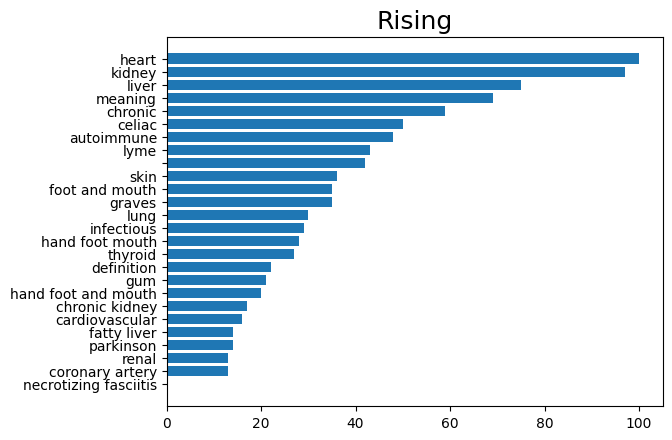 Rising
heart
kidney
liver
meaning
chronic
celiac
autoimmune
lyme
skin
foot and mouth
graves
lung
infectious
hand foot mouth
thyroid
definition
gum
hand foot and mouth
chronic kidney
cardiovascular
fatty liver
parkinson
renal
coronary artery
necrotizing fasciitis
0 20 40 60 80 100